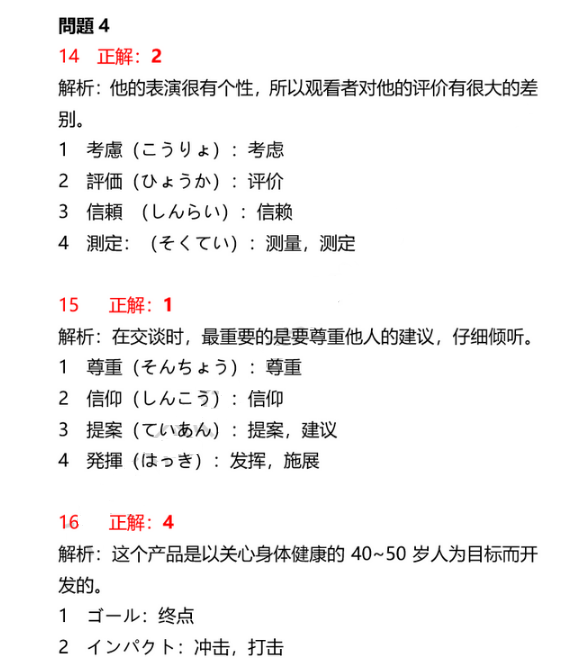 問題 4
14 正解：2
解析：他的表演很有个性，所以观看者对他的评价有很大的差
别。
1 考慮（こうりょ）：考虑
2 評価（ひょうか）：评价
3 信頼 （しんらい）：信赖
4 測定：（そくてい）：测量，测定
15 正解：1
解析：在交谈时，最重要的是要尊重他人的建议，仔细倾听。
1 尊重（そんちょう）：尊重
2 信仰（しんこう）：信仰
3 提案（ていあん）：提案，建议
4 発揮（はっき）：发挥，施展
16 正解：4
解析：这个产品是以关心身体健康的 40~50 岁人为目标而开
发的。
1 ゴール：终点
2 インパクト：冲击，打击